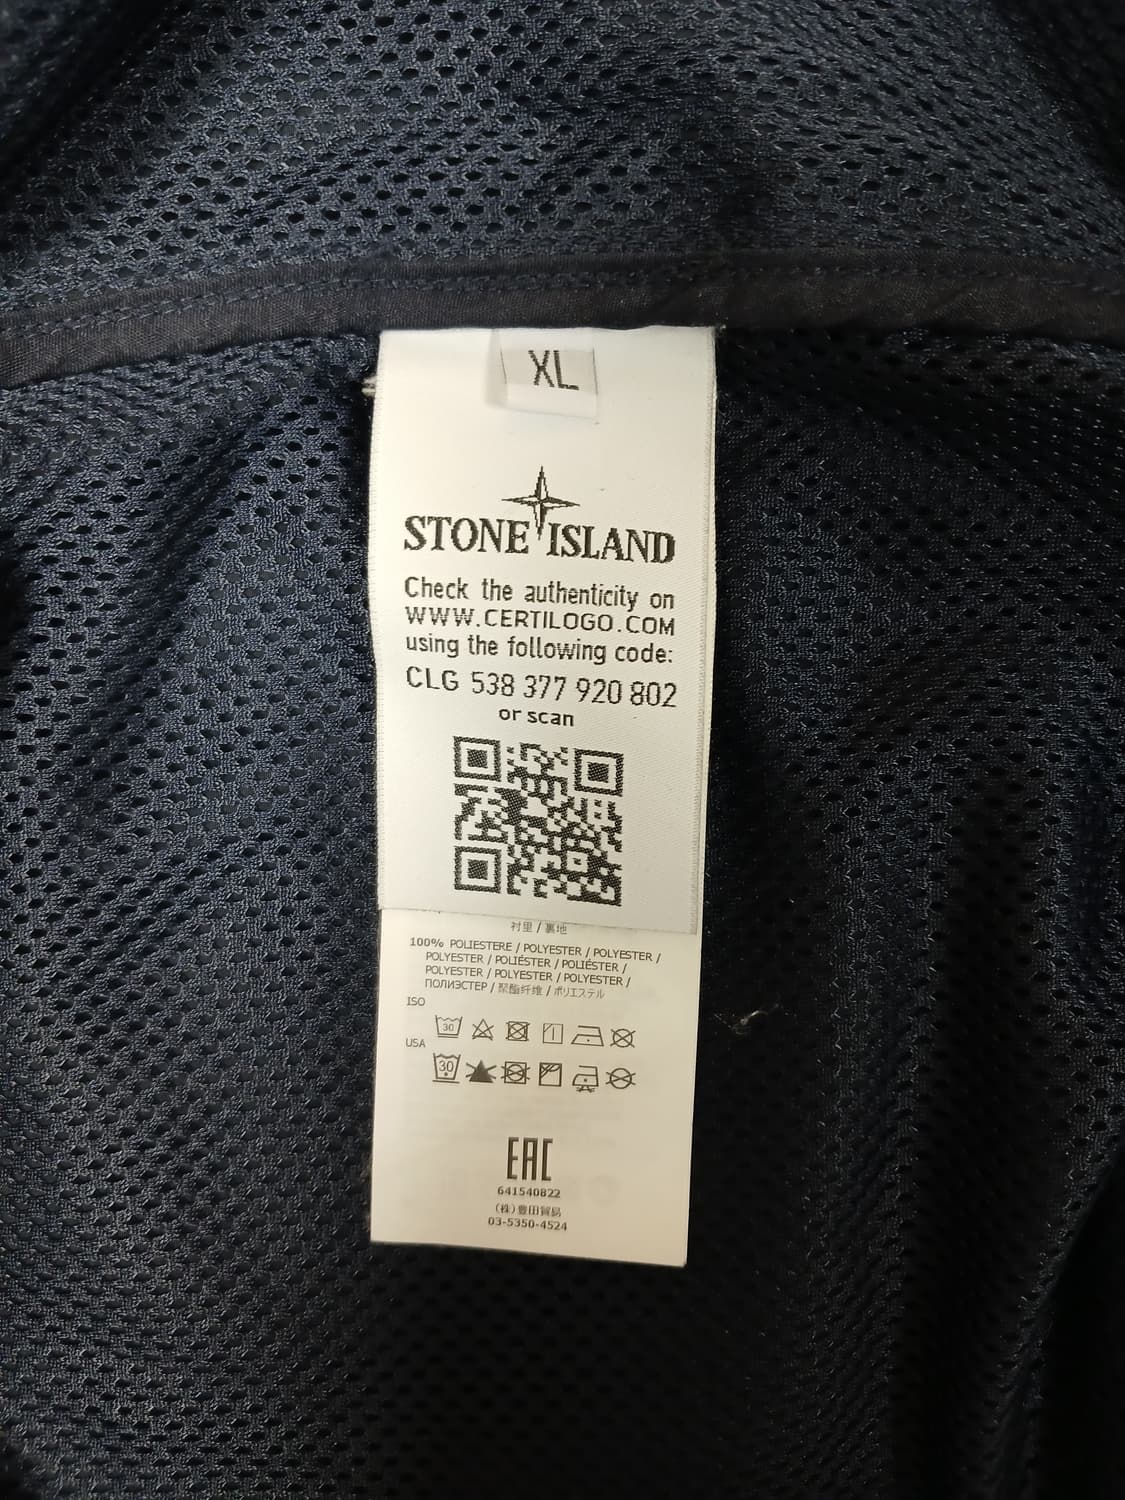 XL
STONE ISLAND
Check the authenticity on
WWW.CERTILOGO.COM
using the following code:
CLG 538 377 920 802
or scan
衬里 / 裏地
100% POLIESTERE / POLYESTER / POLYESTER /
POLYESTER / POLIÉSTER / POLIÉSTER /
POLYESTER / POLYESTER / POLYESTER /
ПОЛИЭСТЕР / 聚酯纤维 / ポリエステル
ISO
30
USA
30
EAC
641540822
(株)豊田貿易
03-5350-4524